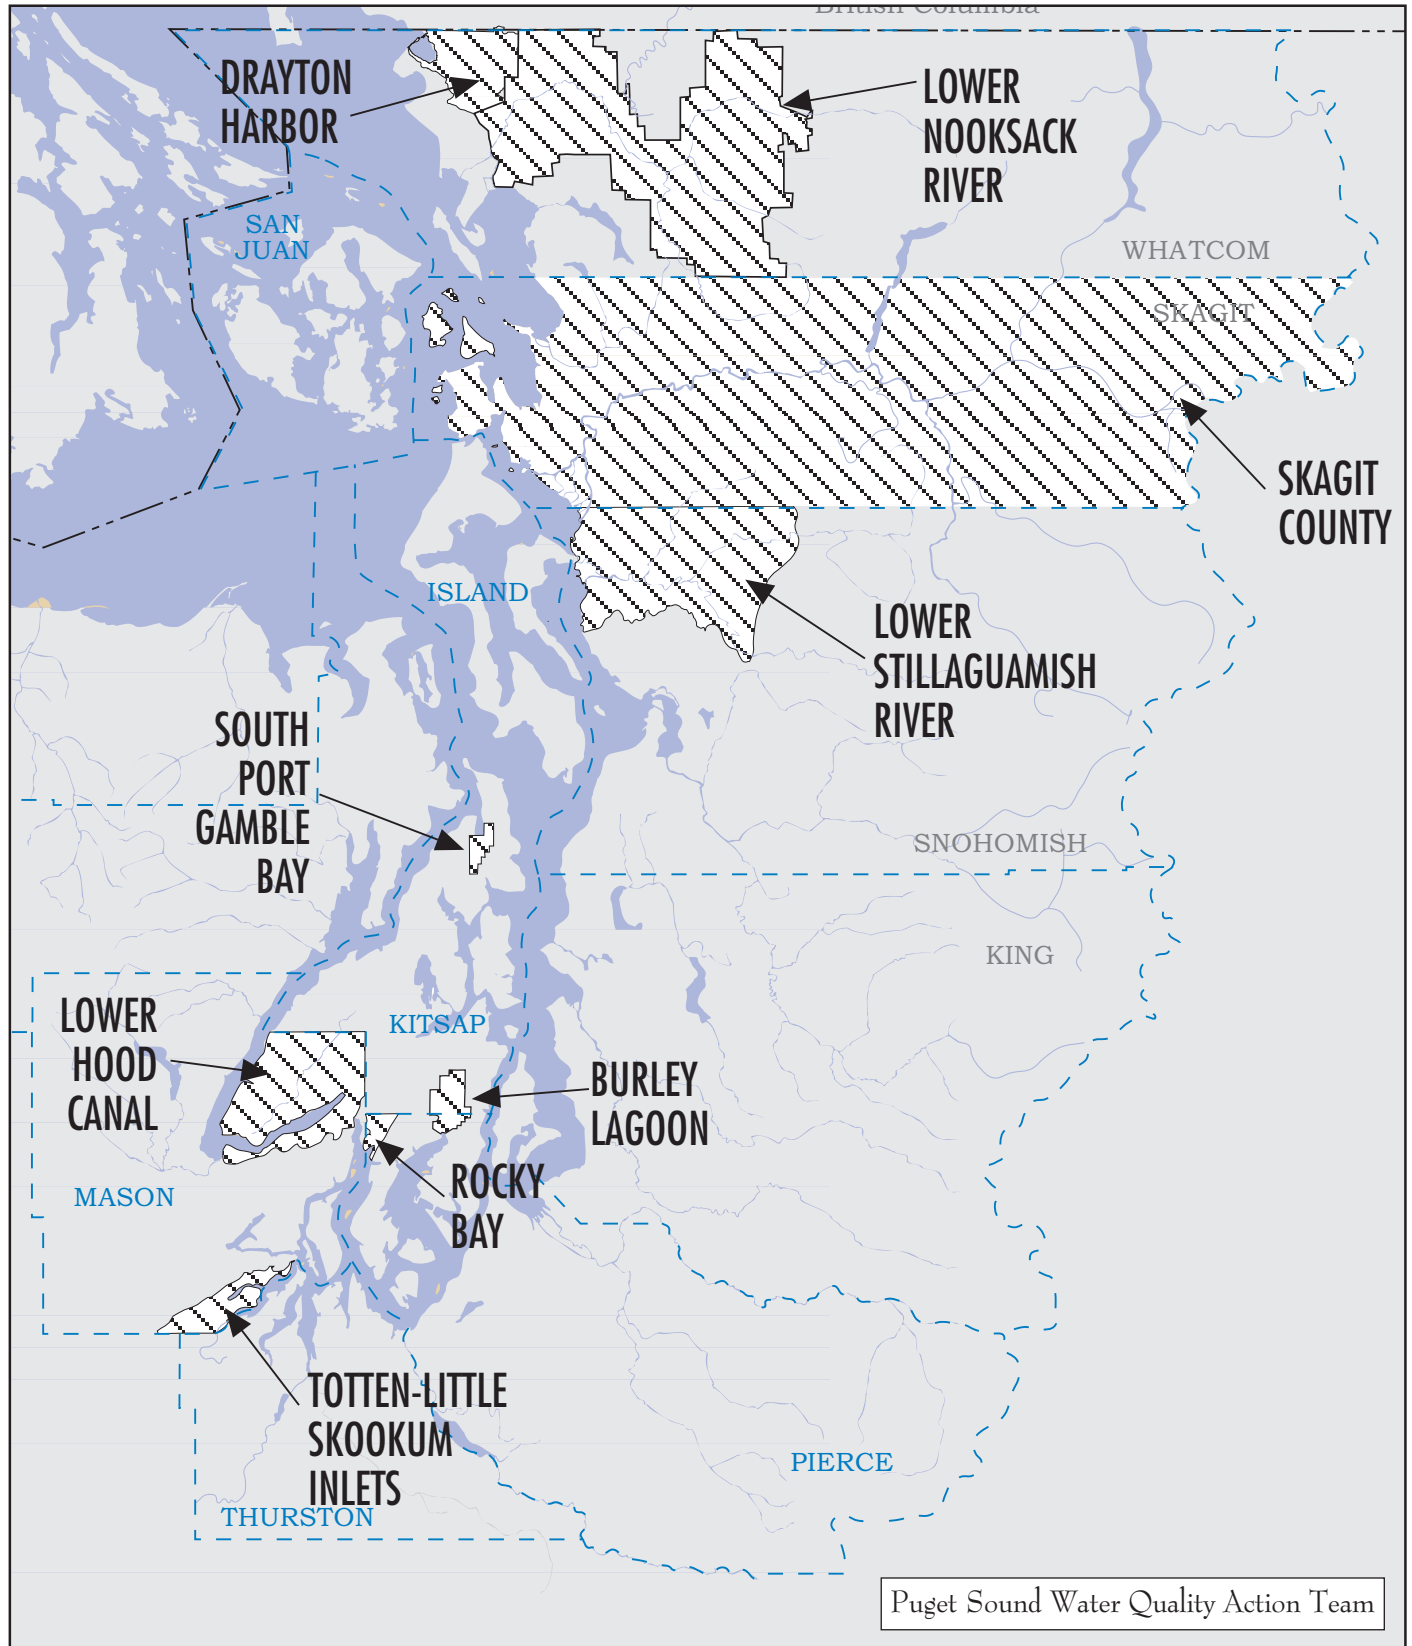 British Columbia
DRAYTON
HARBOR
LOWER
NOOKSACK
RIVER
SAN
JUAN
WHATCOM
SKAGIT
SKAGIT
COUNTY
ISLAND
LOWER
STILLAGUAMISH
RIVER
SOUTH
PORT
GAMBLE
BAY
SNOHOMISH
KING
LOWER
HOOD
CANAL
KITSAP
BURLEY
LAGOON
ROCKY
BAY
MASON
TOTTEN-LITTLE
SKOOKUM
INLETS
PIERCE
THURSTON
Puget Sound Water Quality Action Team